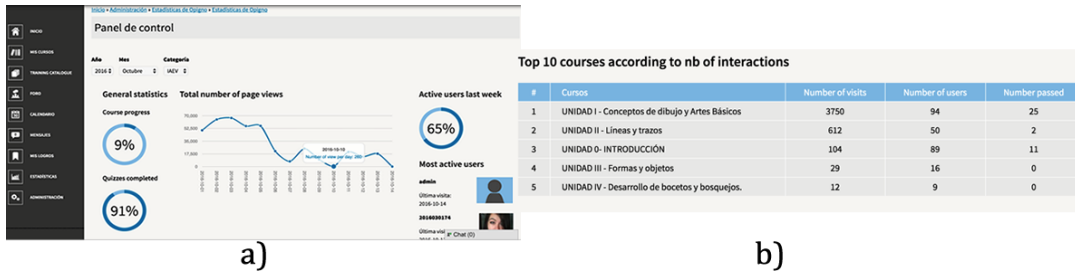 Inicio » Administración » Estadísticas de Opigno » Estadísticas de Opigno
Panel de control
INICIO
MIS CURSOS
TRAINING CATALOGUE
FORO
CALENDARIO
MENSAJES
MIS LOGROS
ESTADÍSTICAS
ADMINISTRACIÓN
Año Mes Categoría
2016 Octubre IAEV
General statistics
Course progress
9%
Quizzes completed
91%
Total number of page views
2016-10-10
Number of view per day: 280
Active users last week
65%
Most active users
admin
Última visita:
2016-10-14
2016030174
Última visi
Chat (0)
a)
Top 10 courses according to nb of interactions
# Cursos Number of visits Number of users Number passed
1 UNIDAD I - Conceptos de dibujo y Artes Básicos 3750 94 25
2 UNIDAD II - Líneas y trazos 612 50 2
3 UNIDAD 0- INTRODUCCIÓN 104 89 11
4 UNIDAD III - Formas y objetos 29 16 0
5 UNIDAD IV - Desarrollo de bocetos y bosquejos. 12 9 0
b)